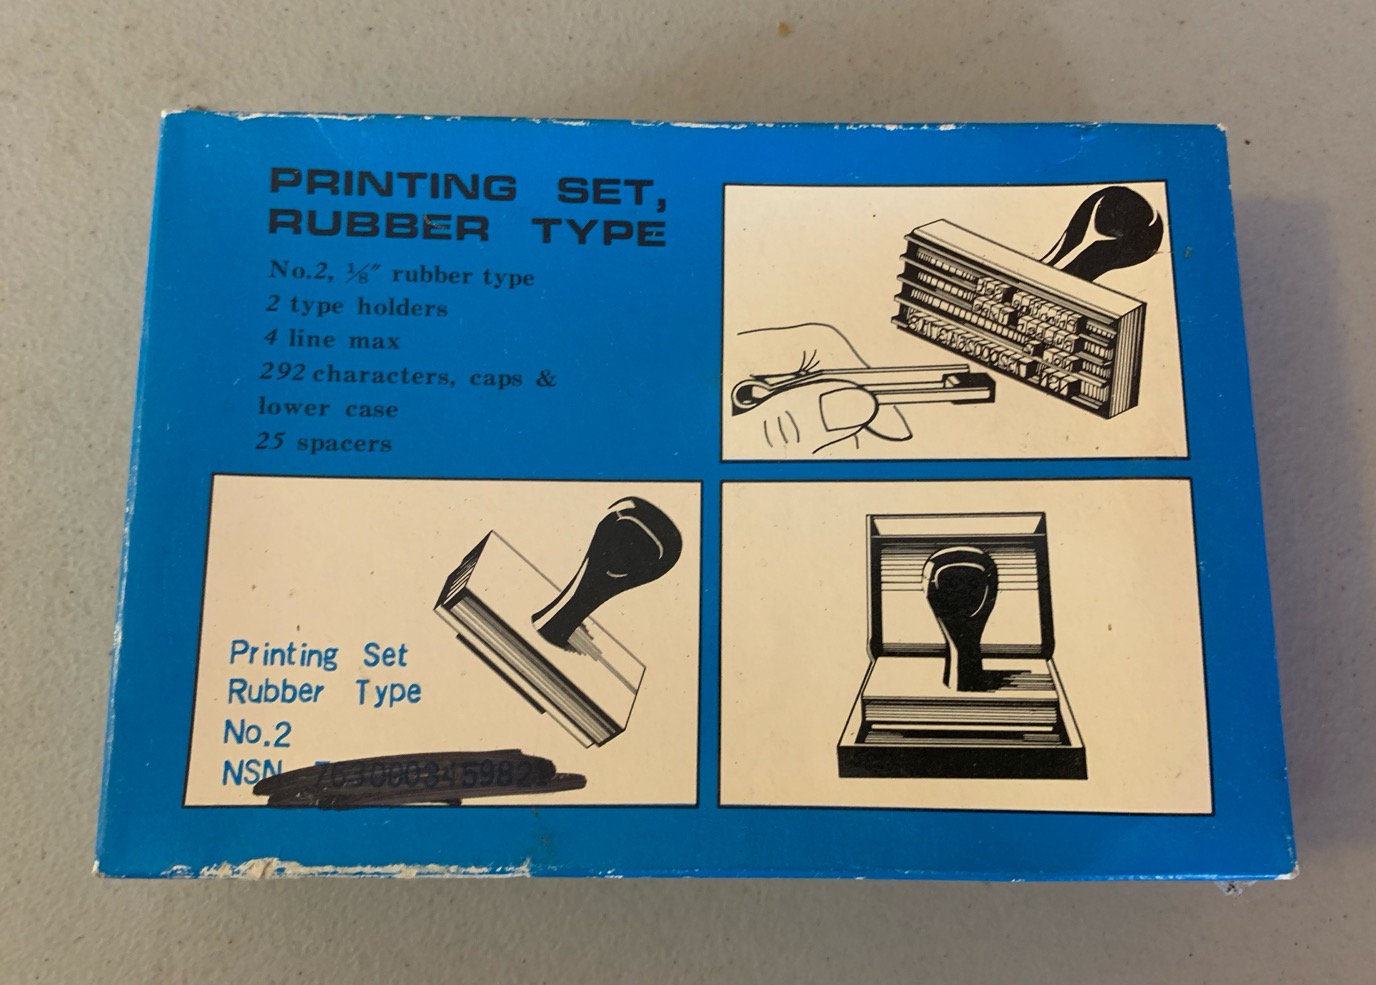 PRINTING SET,
RUBBER TYPE
No.2, ⅛″ rubber type
2 type holders
4 line max
292 characters, caps &
lower case
25 spacers
Printing Set
Rubber Type
No.2
NSN